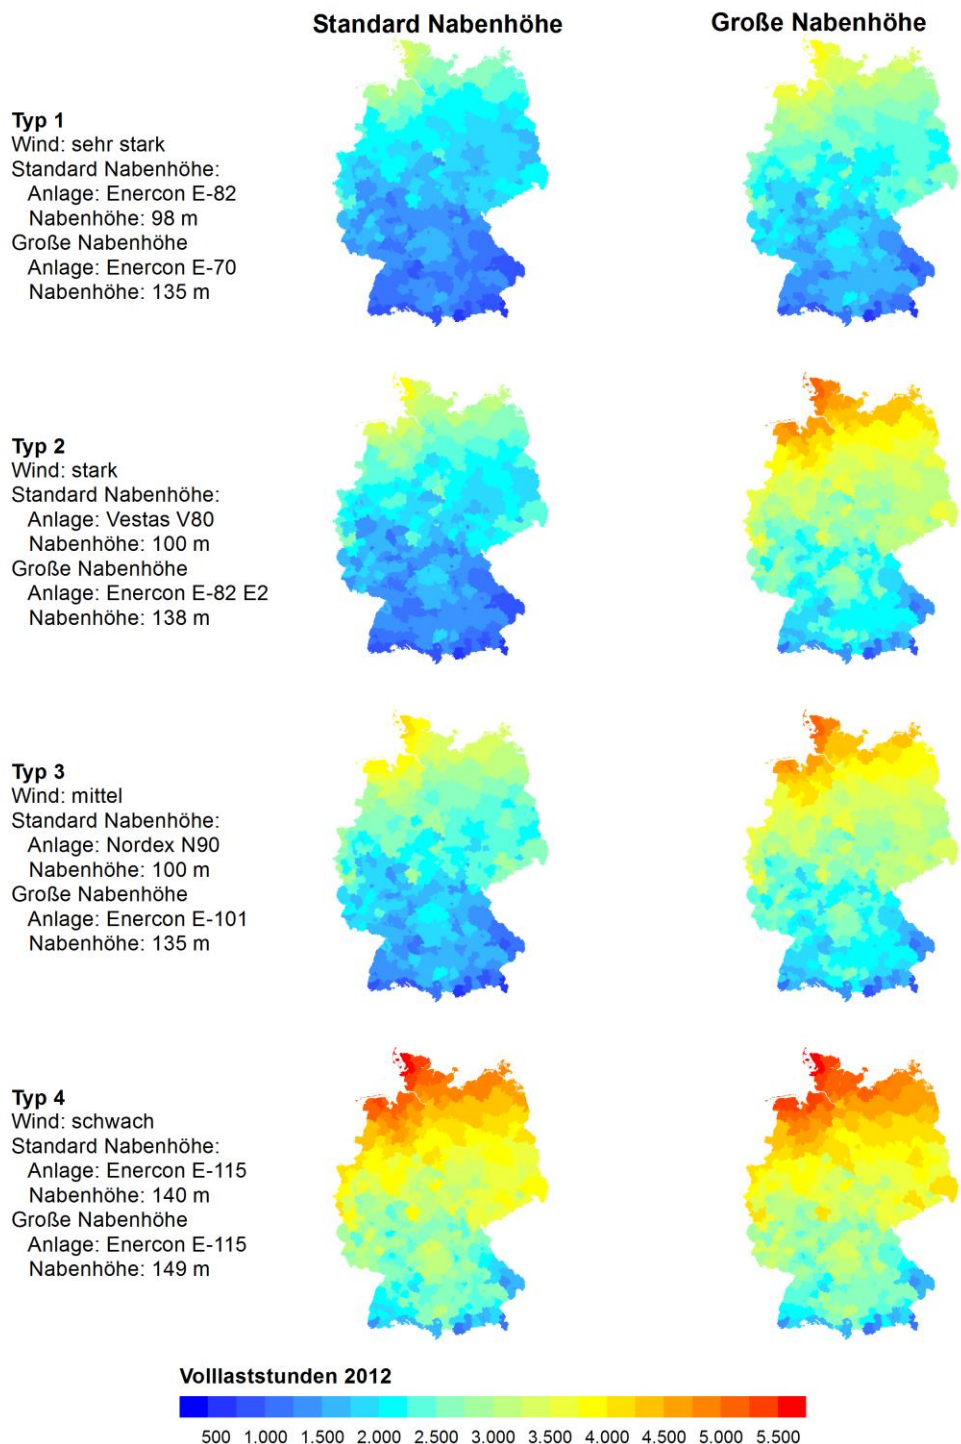 Standard Nabenhöhe
Große Nabenhöhe
Typ 1
Wind: sehr stark
Standard Nabenhöhe:
Anlage: Enercon E-82
Nabenhöhe: 98 m
Große Nabenhöhe
Anlage: Enercon E-70
Nabenhöhe: 135 m
Typ 2
Wind: stark
Standard Nabenhöhe:
Anlage: Vestas V80
Nabenhöhe: 100 m
Große Nabenhöhe
Anlage: Enercon E-82 E2
Nabenhöhe: 138 m
Typ 3
Wind: mittel
Standard Nabenhöhe:
Anlage: Nordex N90
Nabenhöhe: 100 m
Große Nabenhöhe
Anlage: Enercon E-101
Nabenhöhe: 135 m
Typ 4
Wind: schwach
Standard Nabenhöhe:
Anlage: Enercon E-115
Nabenhöhe: 140 m
Große Nabenhöhe
Anlage: Enercon E-115
Nabenhöhe: 149 m
Volllaststunden 2012
500 1.000 1.500 2.000 2.500 3.000 3.500 4.000 4.500 5.000 5.500